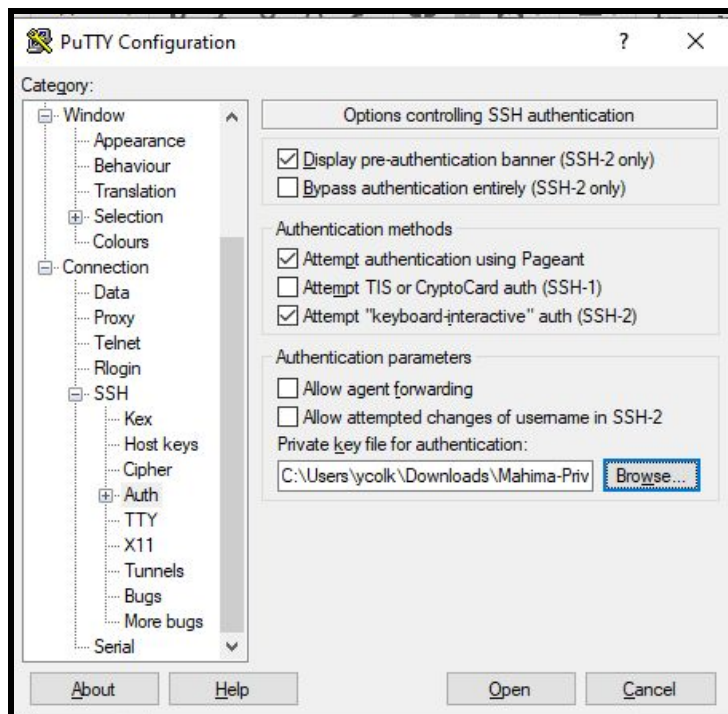 PuTTY Configuration
? X
Category:
Window
Appearance
Behaviour
Translation
Selection
Colours
Connection
Data
Proxy
Telnet
Rlogin
SSH
Kex
Host keys
Cipher
Auth
TTY
X11
Tunnels
Bugs
More bugs
Serial
Options controlling SSH authentication
Display pre-authentication banner (SSH-2 only)
Bypass authentication entirely (SSH-2 only)
Authentication methods
Attempt authentication using Pageant
Attempt TIS or CryptoCard auth (SSH-1)
Attempt "keyboard-interactive" auth (SSH-2)
Authentication parameters
Allow agent forwarding
Allow attempted changes of username in SSH-2
Private key file for authentication:
C:\Users\ycolk\Downloads\Mahima-Priv Browse...
About Help Open Cancel